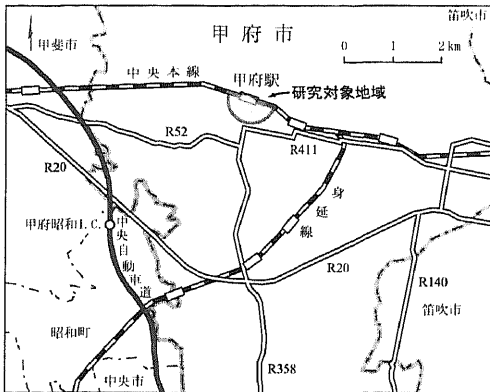 笛吹市
甲府市
甲斐市
0 1 2 km
中央本線
甲府駅
研究対象地域
R52
R411
R20
身延線
甲府昭和I.C.
中央自動車道
R20
R140
笛吹市
昭和町
R358
中央市